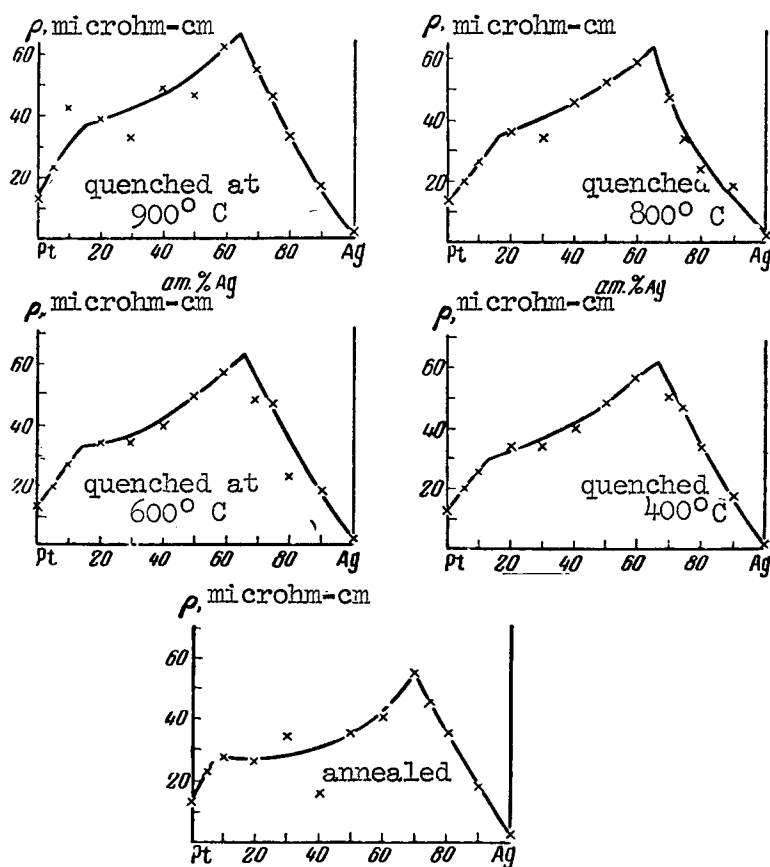 ρ, microhm-cm
60
40
20
quenched at
900° C
Pt 20 40 60 80 Ag
am.% Ag
ρ, microhm-cm
60
40
20
quenched
800° C
Pt 20 40 60 80 Ag
am.% Ag
ρ, microhm-cm
60
40
20
quenched at
600° C
Pt 20 40 60 80 Ag
ρ, microhm-cm
60
40
20
quenched
400° C
Pt 20 40 60 80 Ag
ρ, microhm-cm
60
40
20
annealed
Pt 20 40 60 80 Ag